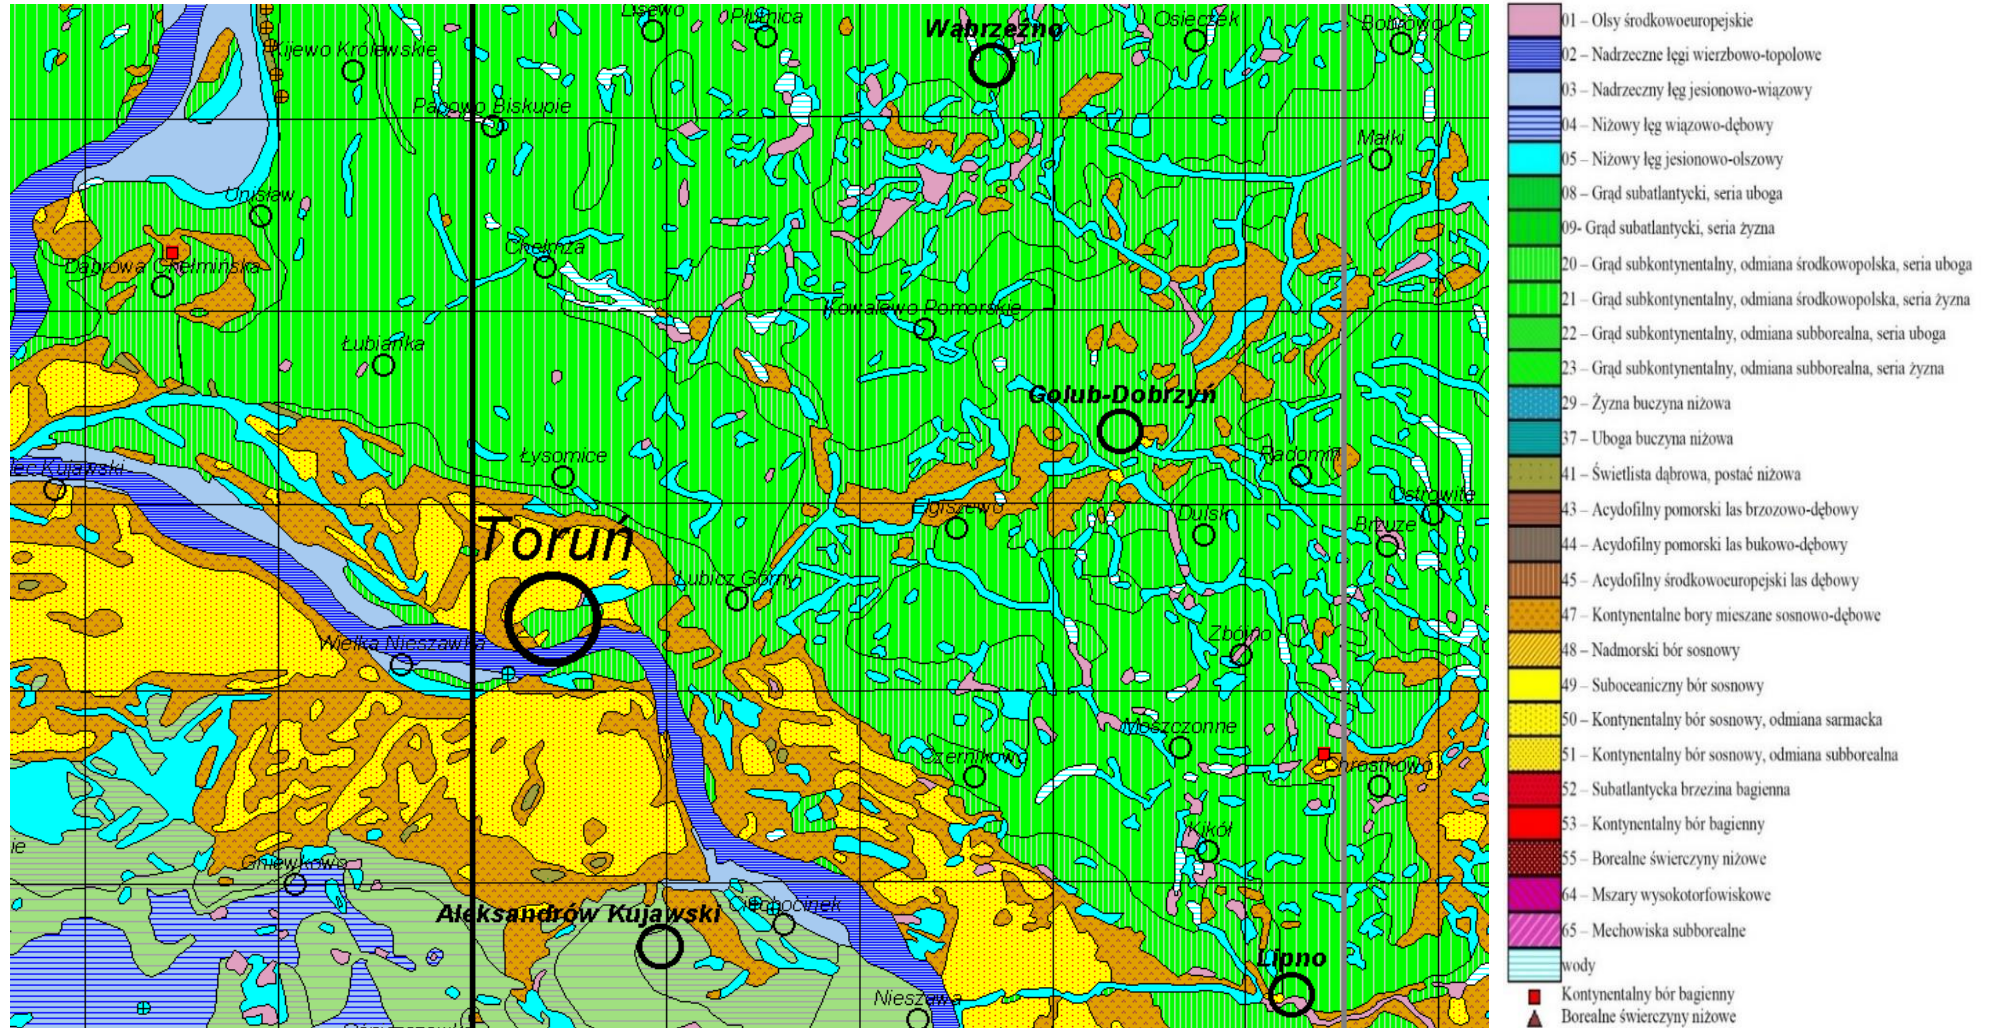 Lisewo
Płużnica
Wąbrzeźno
Osieczek
Bobrowo
Kijewo Królewskie
Papowo Biskupie
Małki
Unisław
Chełmża
Dąbrowa Chełmińska
Kowalewo Pomorskie
Łubianka
Golub-Dobrzyń
Łysomice
Radomin
ec Kujawski
Ostrowite
Elgiszewo
Dulsk
Brzuze
Toruń
Lubicz Górny
Wielka Nieszawka
Zbójno
Moszczonne
Czernikowo
Chrostkowo
Kikół
ie
Gniewkowo
Aleksandrów Kujawski
Ciechocinek
Lipno
Nieszawa
01 – Olsy środkowoeuropejskie
02 – Nadrzeczne łęgi wierzbowo-topolowe
03 – Nadrzeczny łęg jesionowo-wiązowy
04 – Niżowy łęg wiązowo-dębowy
05 – Niżowy łęg jesionowo-olszowy
08 – Grąd subatlantycki, seria uboga
09- Grąd subatlantycki, seria żyzna
20 – Grąd subkontynentalny, odmiana środkowopolska, seria uboga
21 – Grąd subkontynentalny, odmiana środkowopolska, seria żyzna
22 – Grąd subkontynentalny, odmiana subborealna, seria uboga
23 – Grąd subkontynentalny, odmiana subborealna, seria żyzna
29 – Żyzna buczyna niżowa
37 – Uboga buczyna niżowa
41 – Świetlista dąbrowa, postać niżowa
43 – Acydofilny pomorski las brzozowo-dębowy
44 – Acydofilny pomorski las bukowo-dębowy
45 – Acydofilny środkowoeuropejski las dębowy
47 – Kontynentalne bory mieszane sosnowo-dębowe
48 – Nadmorski bór sosnowy
49 – Suboceaniczny bór sosnowy
50 – Kontynentalny bór sosnowy, odmiana sarmacka
51 – Kontynentalny bór sosnowy, odmiana subborealna
52 – Subatlantycka brzezina bagienna
53 – Kontynentalny bór bagienny
55 – Borealne świerczyny niżowe
64 – Mszary wysokotorfowiskowe
65 – Mechowiska subborealne
wody
Kontynentalny bór bagienny
Borealne świerczyny niżowe